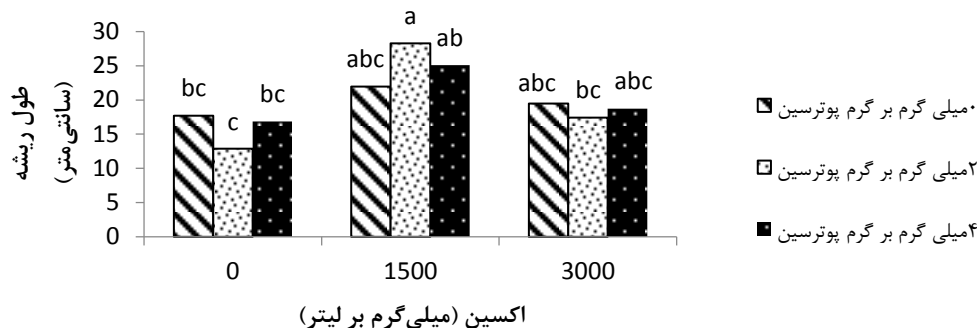 طول ریشه
(سانتی‌متر)
30
25
20
15
10
5
0
bc
c
bc
abc
a
ab
abc
bc
abc
0
1500
3000
اکسین (میلی‌گرم بر لیتر)
۰میلی گرم بر گرم پوترسین
۲میلی گرم بر گرم پوترسین
۴میلی گرم بر گرم پوترسین